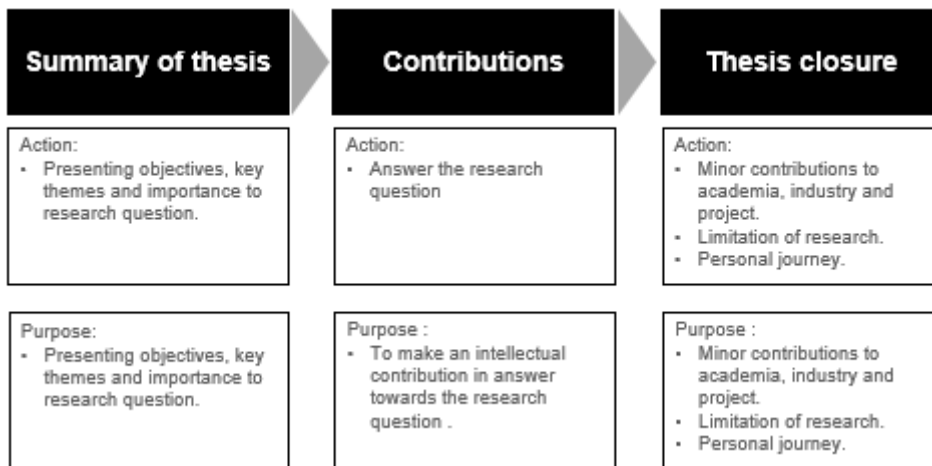 Summary of thesis
Contributions
Thesis closure
Action:
▪ Presenting objectives, key
themes and importance to
research question.
Action:
▪ Answer the research
question
Action:
▪ Minor contributions to
academia, industry and
project.
▪ Limitation of research.
▪ Personal journey.
Purpose:
▪ Presenting objectives, key
themes and importance to
research question.
Purpose :
▪ To make an intellectual
contribution in answer
towards the research
question .
Purpose :
▪ Minor contributions to
academia, industry and
project.
▪ Limitation of research.
▪ Personal journey.